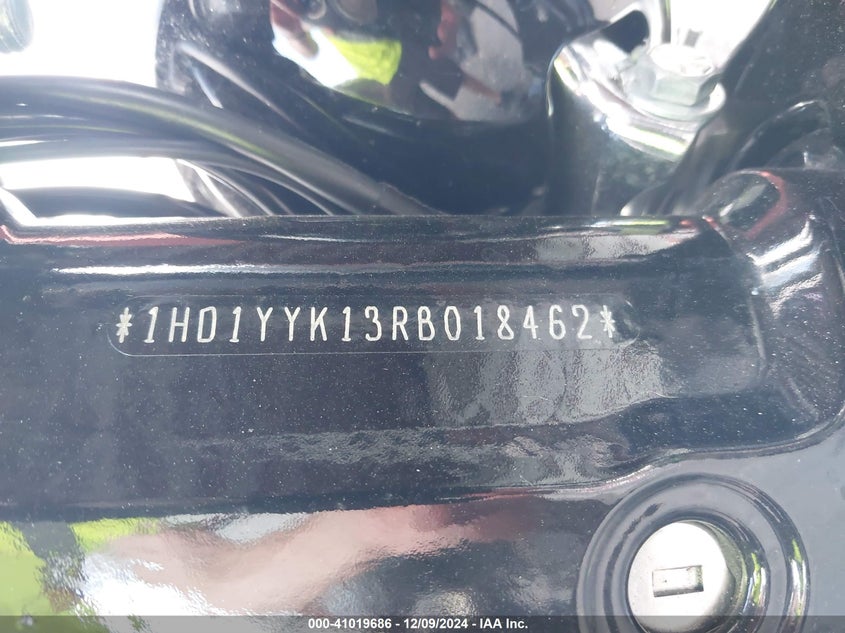 *1HD1YYK13RB018462*
000-41019686 - 12/09/2024 - IAA Inc.